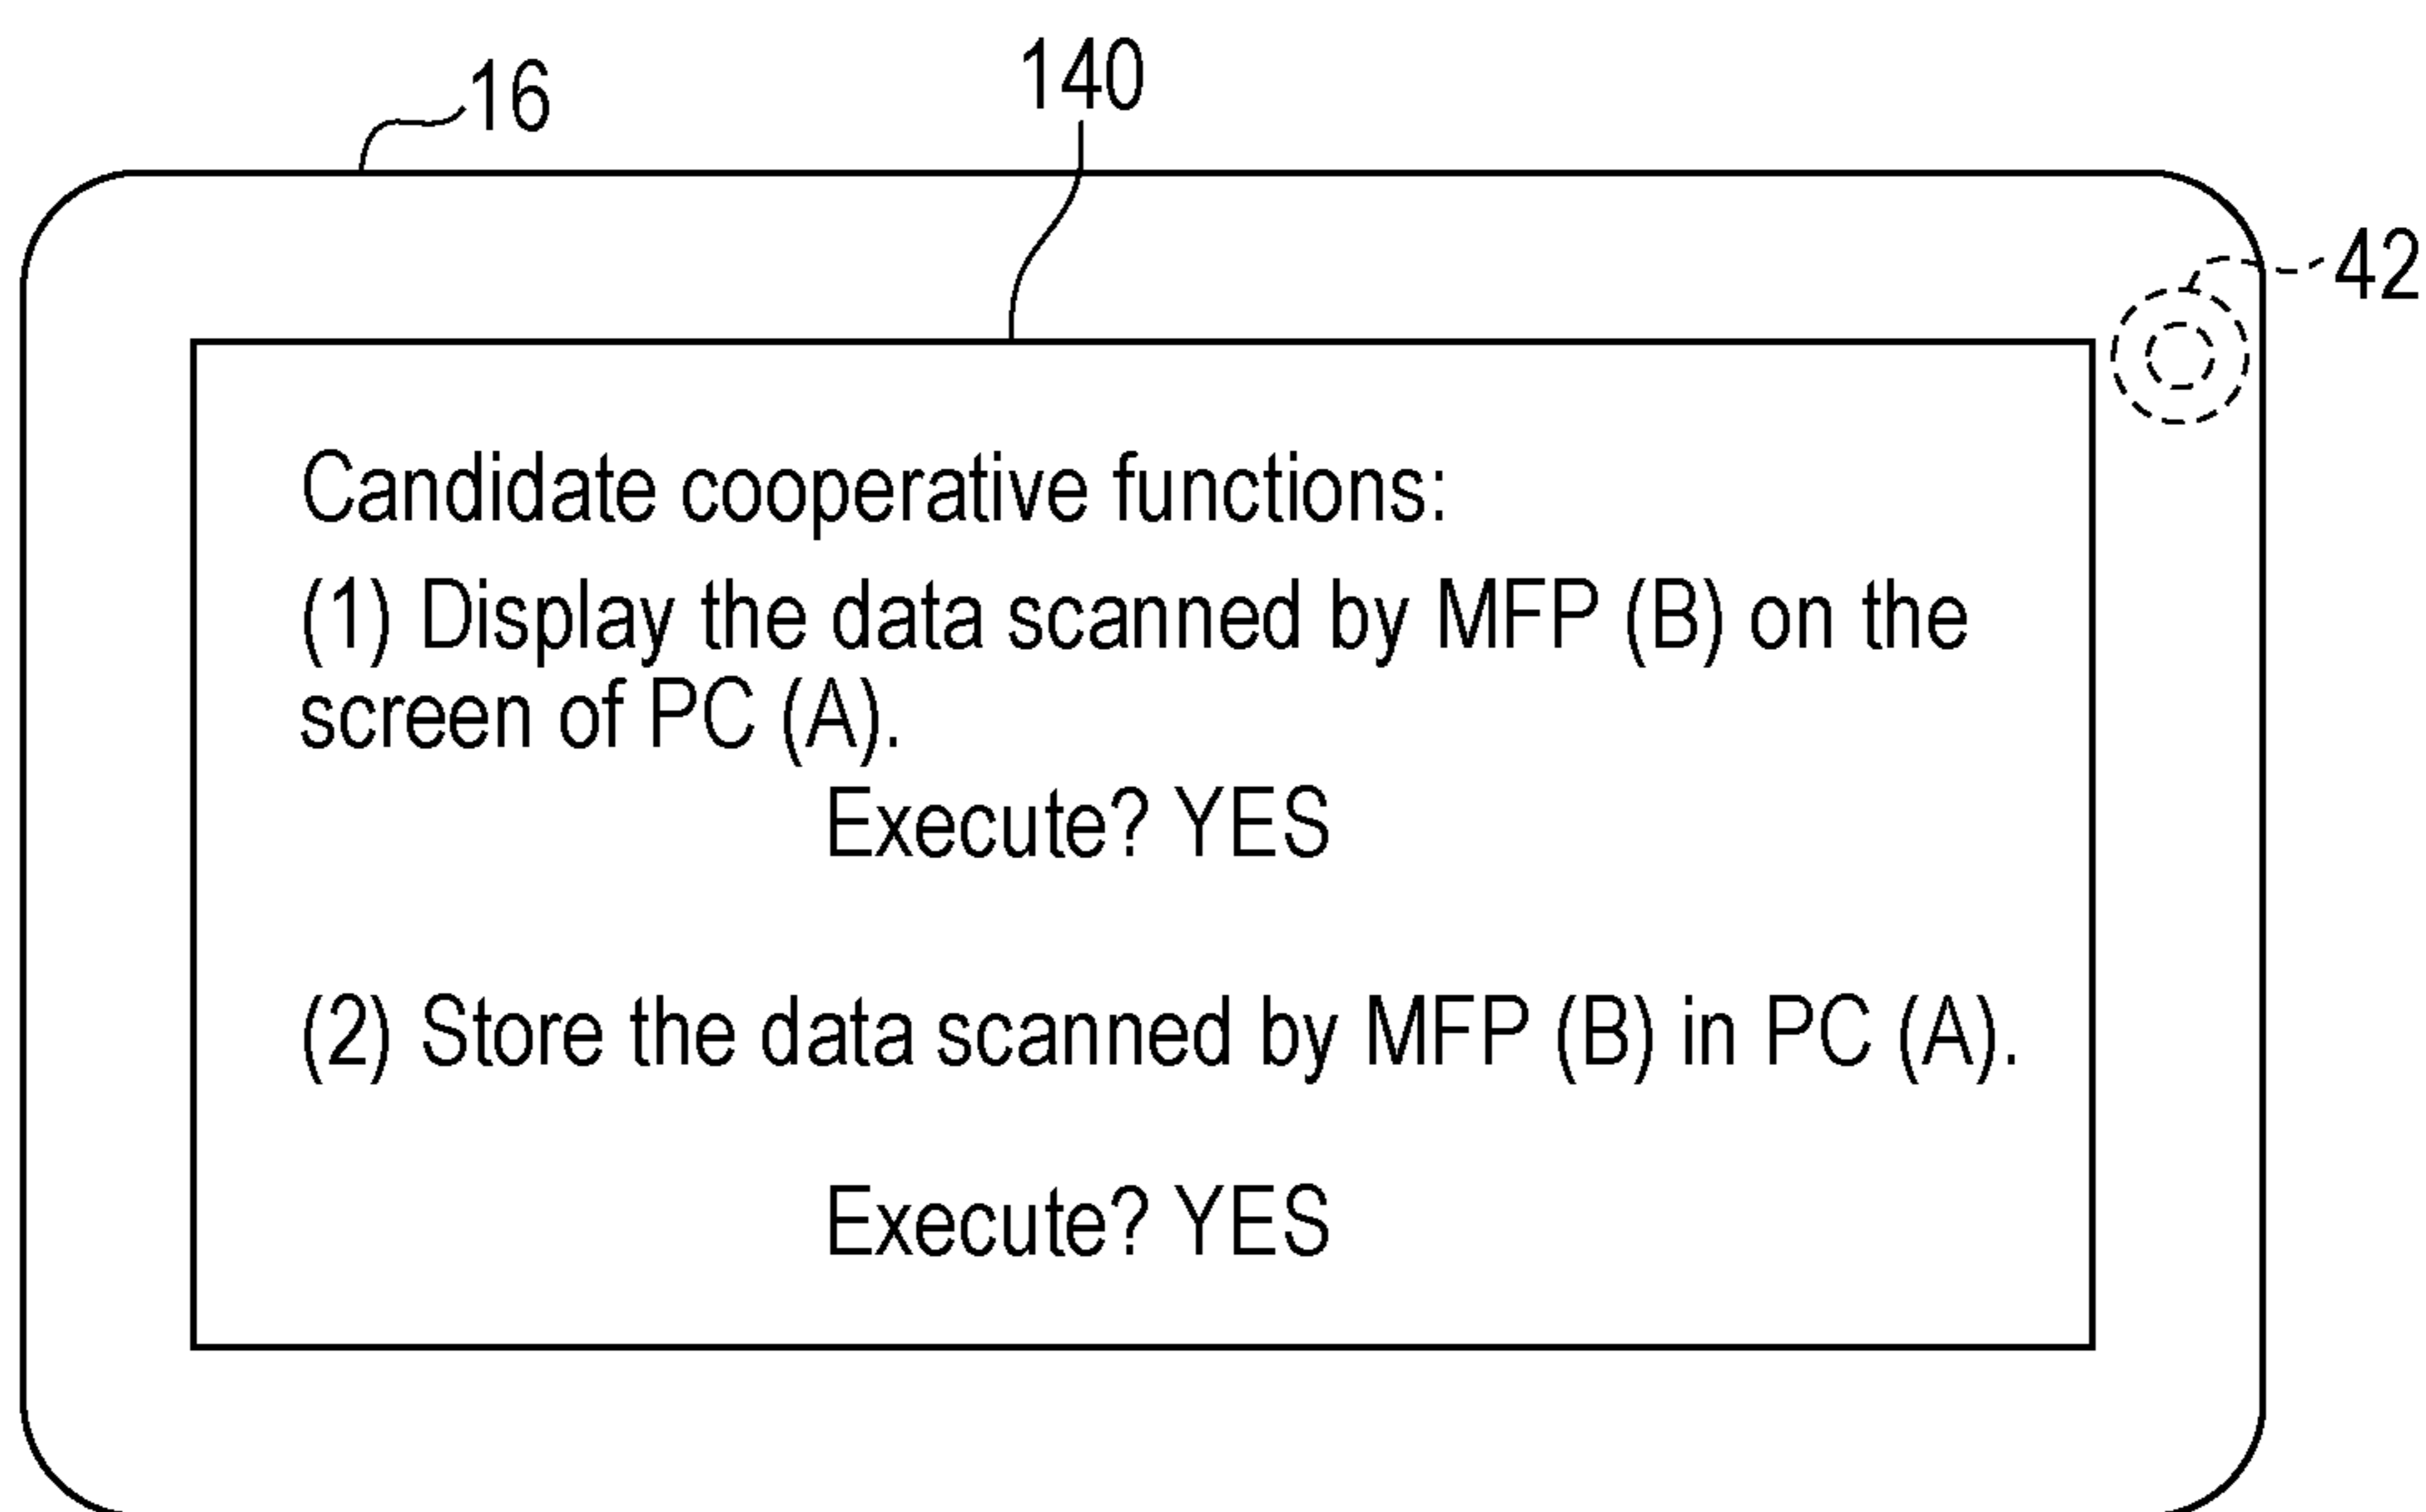 16
140
42
Candidate cooperative functions:
(1) Display the data scanned by MFP (B) on the
screen of PC (A).
Execute? YES
(2) Store the data scanned by MFP (B) in PC (A).
Execute? YES